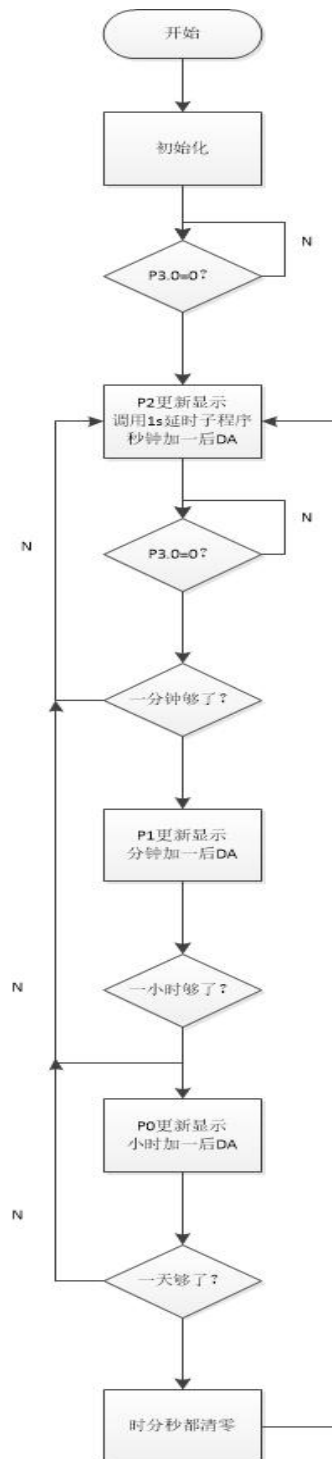 开始
初始化
N
P3.0=0?
P2更新显示
调用1s延时子程序
秒钟加一后DA
N
N
P3.0=0?
一分钟够了?
P1更新显示
分钟加一后DA
N
一小时够了?
P0更新显示
小时加一后DA
N
一天够了?
时分秒都清零